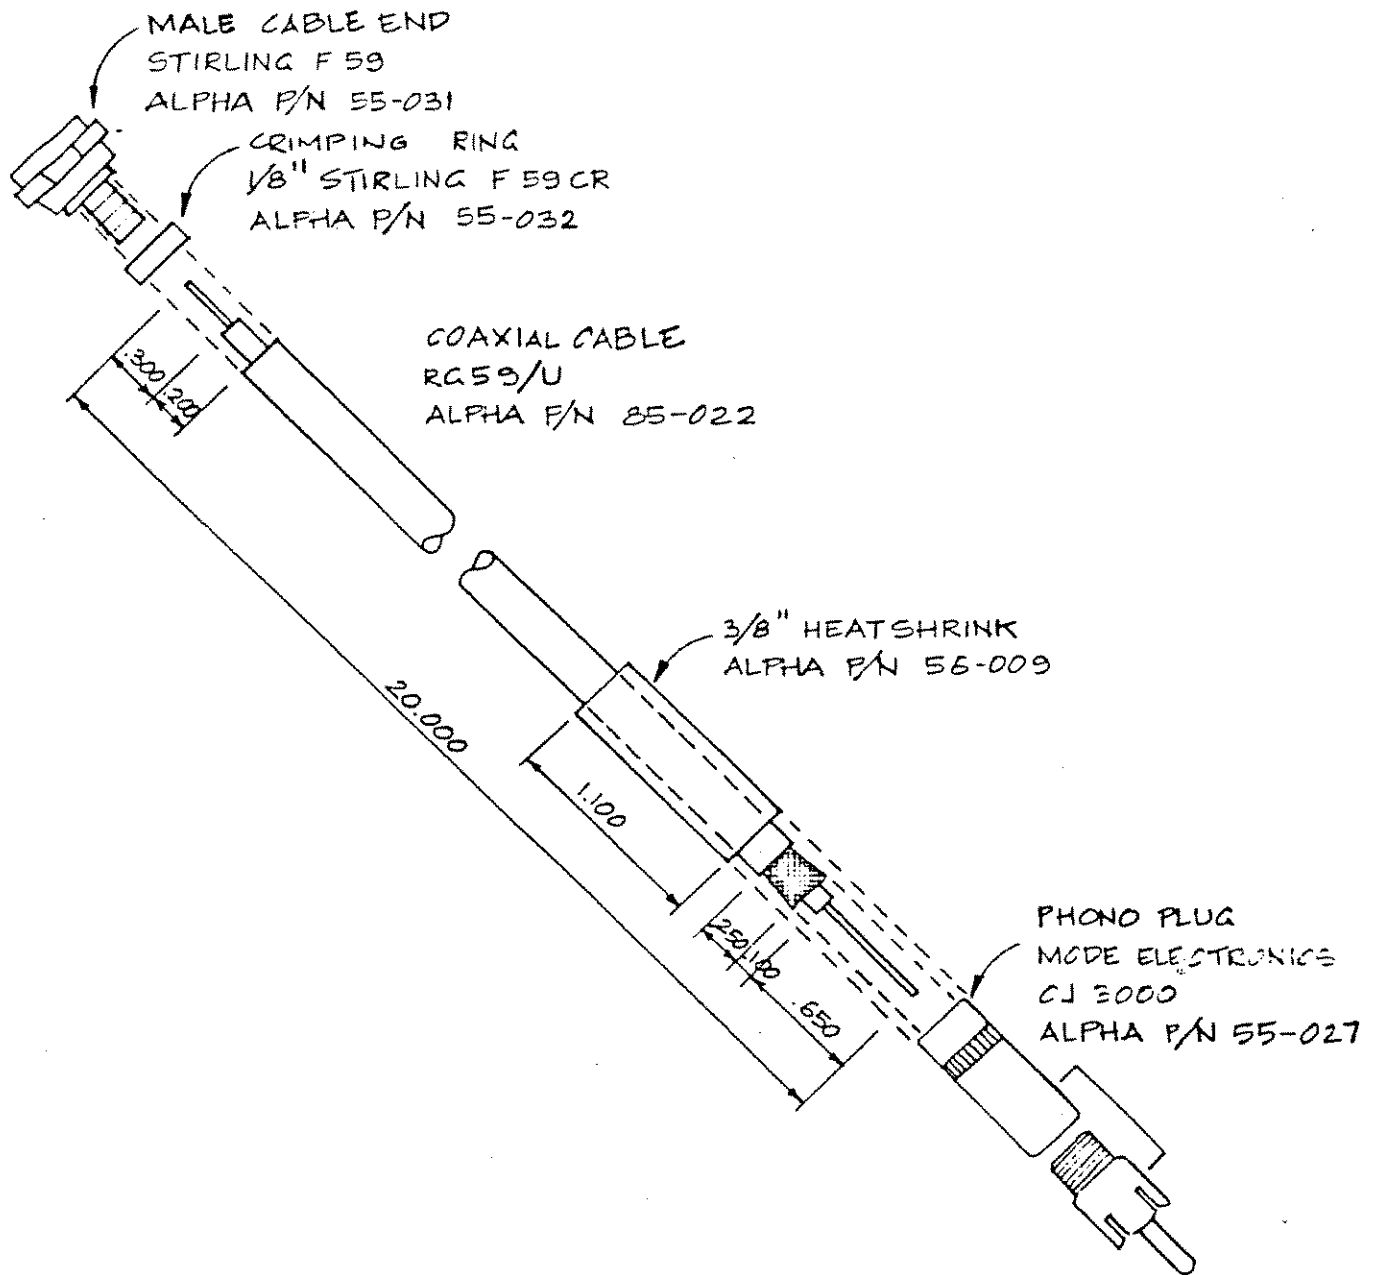 MALE CABLE END
STIRLING F 59
ALPHA P/N 55-031
CRIMPING RING
1/8" STIRLING F 59 CR
ALPHA P/N 55-032
COAXIAL CABLE
RG59/U
ALPHA P/N 85-022
.300
.200
20.000
3/8" HEATSHRINK
ALPHA P/N 56-009
1.100
.250
.100
.650
PHONO PLUG
MODE ELECTRONICS
CJ 3000
ALPHA P/N 55-027